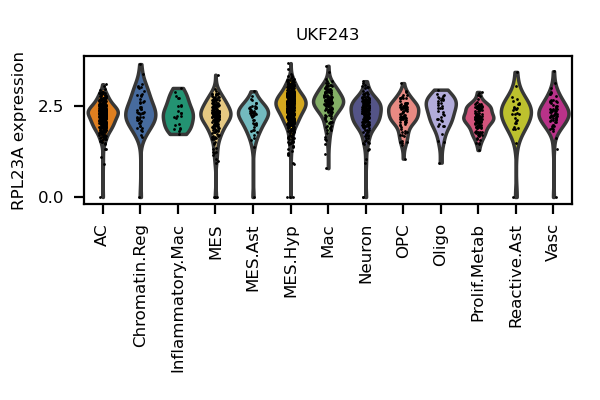 UKF243
RPL23A expression
2.5
0.0
AC
Chromatin.Reg
Inflammatory.Mac
MES
MES.Ast
MES.Hyp
Mac
Neuron
OPC
Oligo
Prolif.Metab
Reactive.Ast
Vasc